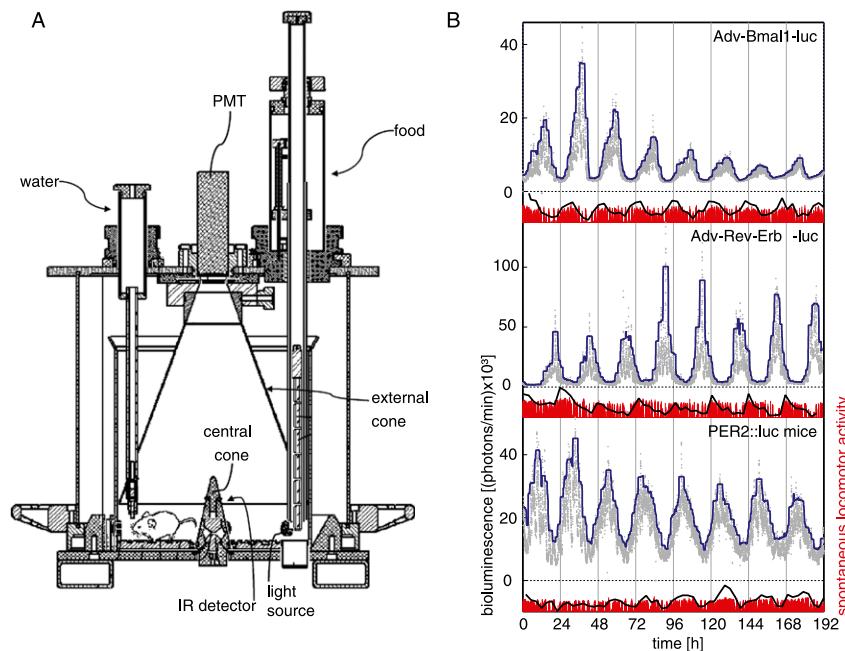 A
PMT
food
water
external
cone
central
cone
IR detector
light
source
B
Adv-Bmal1-luc
40
20
0
Adv-Rev-Erb -luc
100
50
0
PER2::luc mice
40
20
0
bioluminescence [(photons/min)x10³]
spontaneous locomotor activity
0 24 48 72 96 120 144 168 192
time [h]